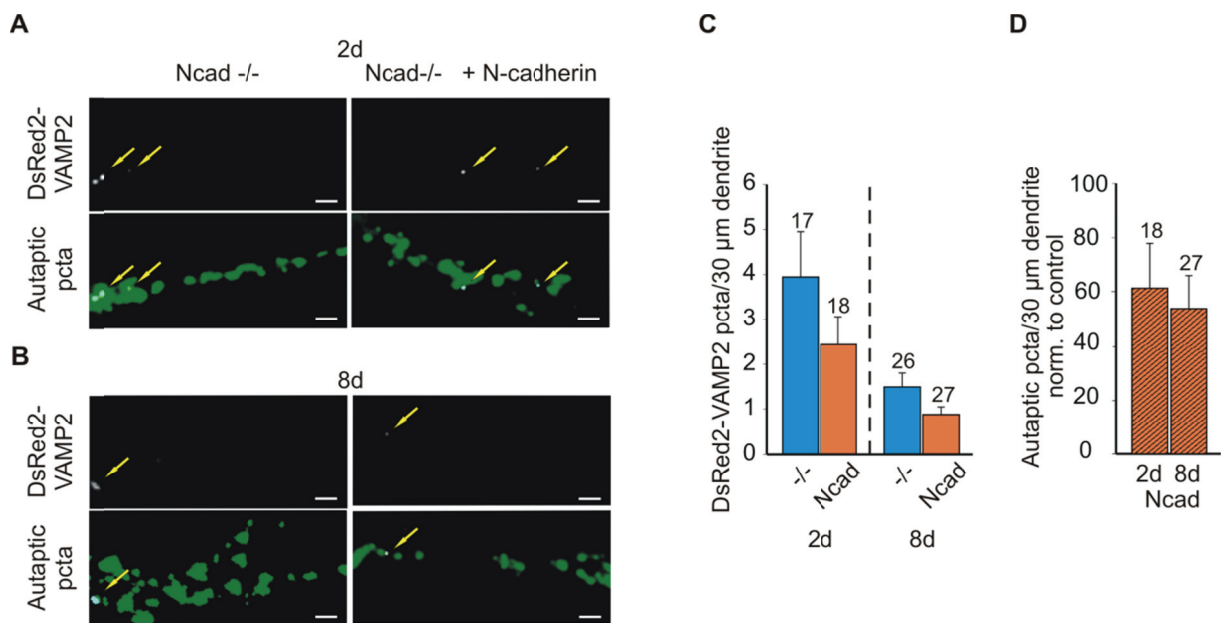 A
2d
Ncad -/-
Ncad-/- + N-cadherin
DsRed2-
VAMP2
Autaptic
pcta
B
8d
DsRed2-
VAMP2
Autaptic
pcta
C
DsRed2-VAMP2 pcta/30 µm dendrite
6
5
4
3
2
1
0
17
18
26
27
-/-
Ncad
-/-
Ncad
2d
8d
D
Autaptic pcta/30 µm dendrite
norm. to control
100
80
60
40
20
0
18
27
2d 8d
Ncad